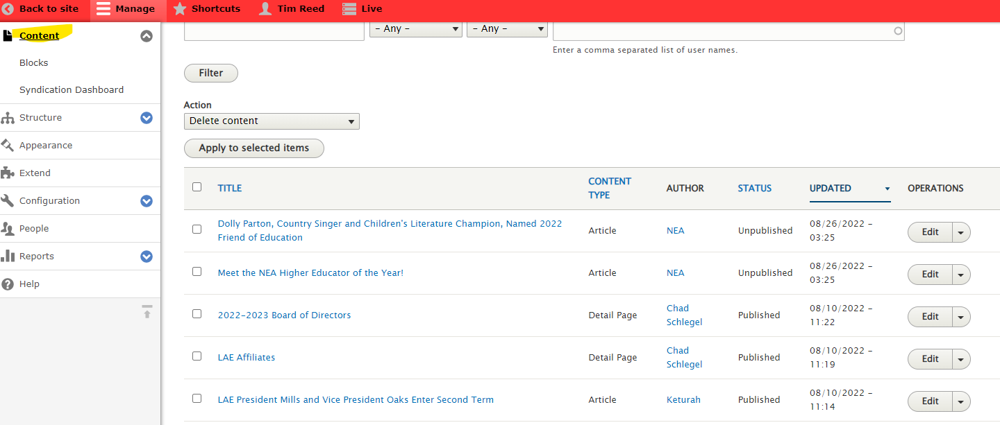 Back to site Manage Shortcuts Tim Reed Live
Content
Blocks
Syndication Dashboard
Structure
Appearance
Extend
Configuration
People
Reports
Help
– Any – – Any –
Enter a comma separated list of user names.
Filter
Action
Delete content
Apply to selected items
TITLE CONTENT TYPE AUTHOR STATUS UPDATED OPERATIONS
Dolly Parton, Country Singer and Children's Literature Champion, Named 2022
Friend of Education
Article NEA Unpublished 08/26/2022 –
03:25
Edit
Meet the NEA Higher Educator of the Year! Article NEA Unpublished 08/26/2022 –
03:25
Edit
2022–2023 Board of Directors Detail Page Chad
Schlegel
Published 08/10/2022 –
11:22
Edit
LAE Affiliates Detail Page Chad
Schlegel
Published 08/10/2022 –
11:19
Edit
LAE President Mills and Vice President Oaks Enter Second Term Article Keturah Published 08/10/2022 –
11:14
Edit